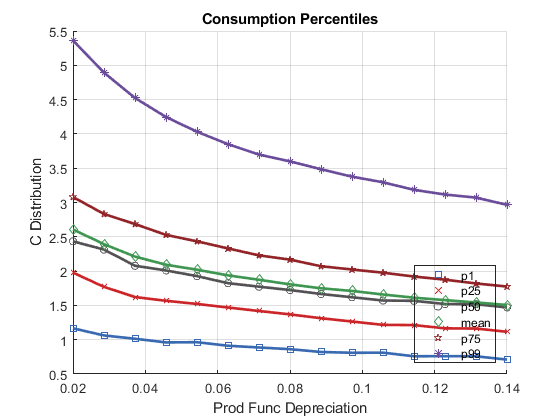 Consumption Percentiles
5.5
5
4.5
4
3.5
3
2.5
2
1.5
1
0.5
C Distribution
p1
p25
p50
mean
p75
p99
0.02 0.04 0.06 0.08 0.1 0.12 0.14
Prod Func Depreciation